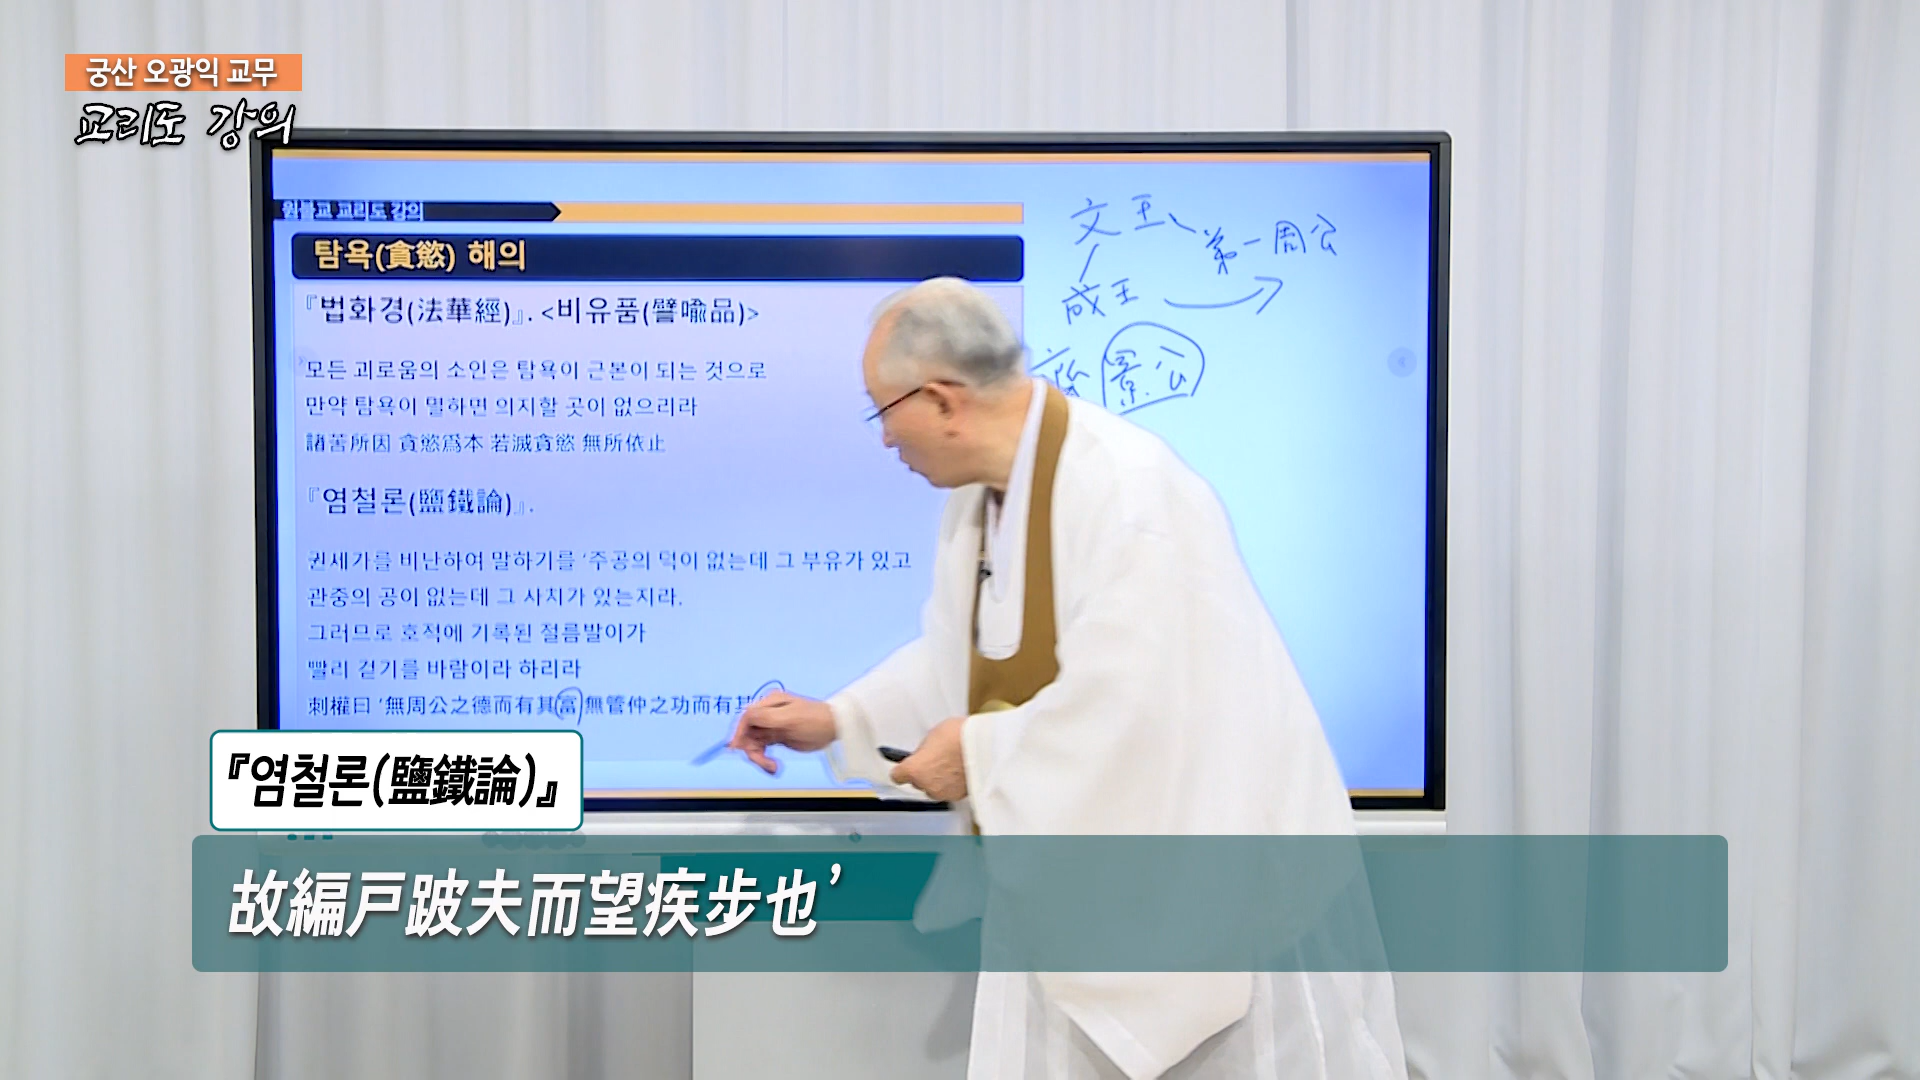 궁산 오광익 교무
교리도 강의
원불교 교리도 강의
탐욕(貪慾) 해의
『법화경(法華經)』. <비유품(譬喩品)>
모든 괴로움의 소인은 탐욕이 근본이 되는 것으로
만약 탐욕이 멸하면 의지할 곳이 없으리라
諸苦所因 貪慾爲本 若滅貪慾 無所依止
『염철론(鹽鐵論)』.
권세가를 비난하여 말하기를 ‘주공의 덕이 없는데 그 부유가 있고
관중의 공이 없는데 그 사치가 있는지라.
그러므로 호적에 기록된 절름발이가
빨리 걷기를 바람이라 하리라
刺權曰 ‘無周公之德而有其富 無管仲之功而有其
文王
第一周公
成王
景公
『염철론(鹽鐵論)』
故編戸跛夫而望疾步也’